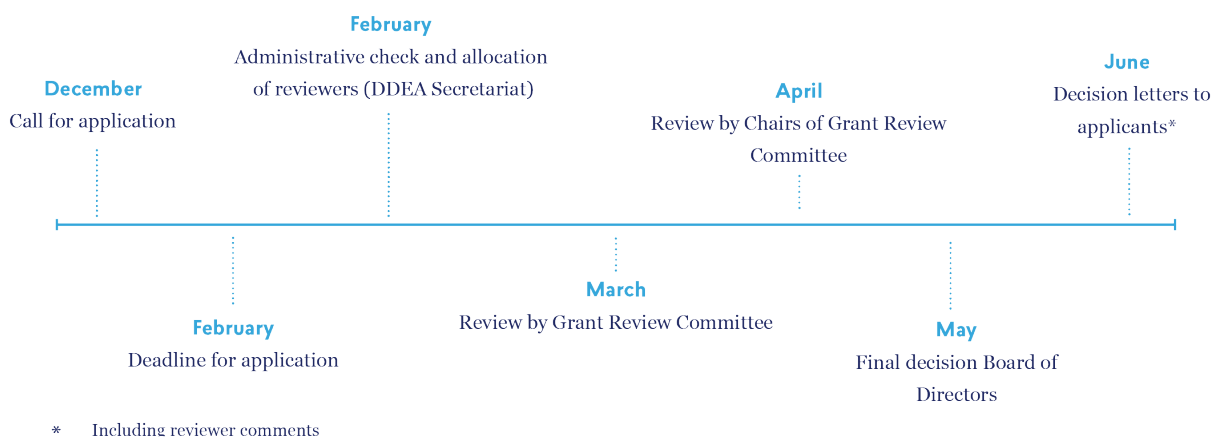 December
Call for application
February
Deadline for application
February
Administrative check and allocation
of reviewers (DDEA Secretariat)
March
Review by Grant Review Committee
April
Review by Chairs of Grant Review
Committee
May
Final decision Board of
Directors
June
Decision letters to
applicants*
* Including reviewer comments